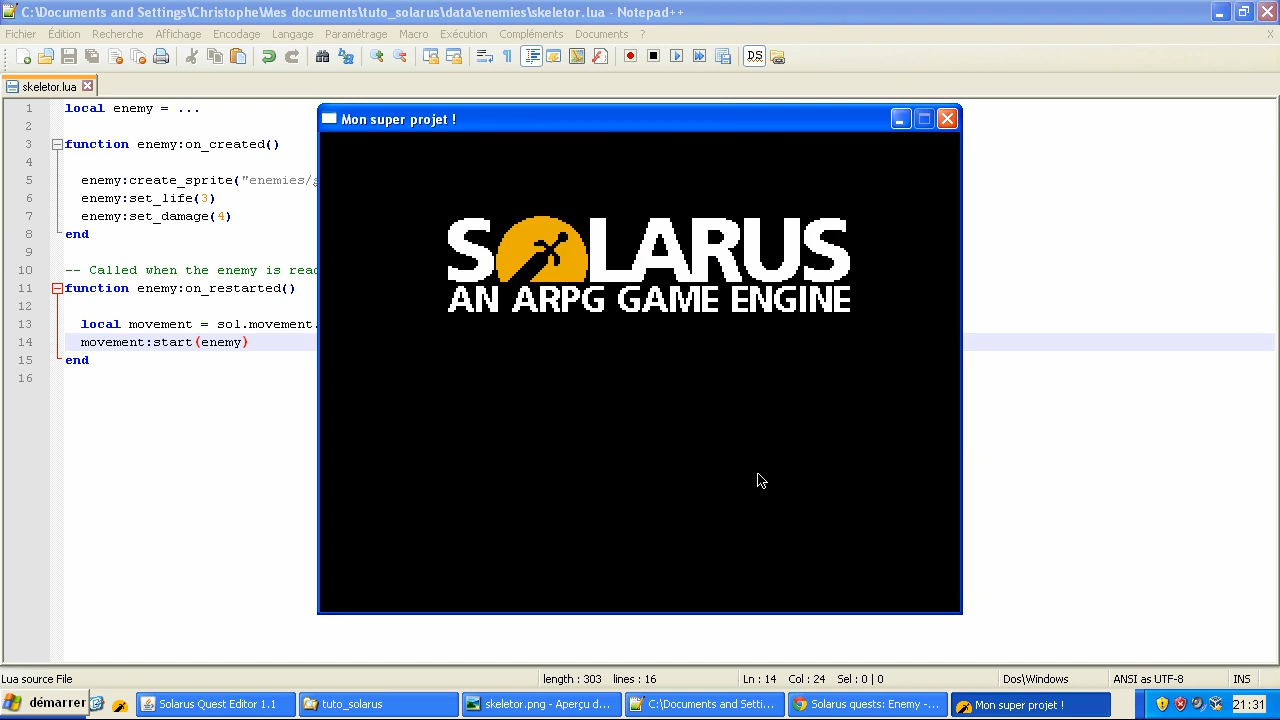 C:\Documents and Settings\Christophe\Mes documents\tuto_solarus\data\enemies\skeletor.lua - Notepad++
Fichier Édition Recherche Affichage Encodage Langage Paramétrage Macro Exécution Compléments Documents ? X
skeletor.lua
1 local enemy = ...
2
3 function enemy:on_created()
4
5 enemy:create_sprite("enemies/
6 enemy:set_life(3)
7 enemy:set_damage(4)
8 end
9
10 -- Called when the enemy is
11 function enemy:on_restarted()
12
13 local movement = sol.movement.
14 movement:start(enemy)
15 end
16
Mon super projet !
SOLARUS
AN ARPG GAME ENGINE
Lua source File length : 303 lines : 16 Ln : 14 Col : 24 Sel : 0 | 0 Dos\Windows ANSI as UTF-8 INS
démarrer Solarus Quest Editor 1.1 tuto_solarus skeletor.png - Aperçu d... C:\Documents and Setti... Solarus quests: Enemy -... Mon super projet ! 21:31